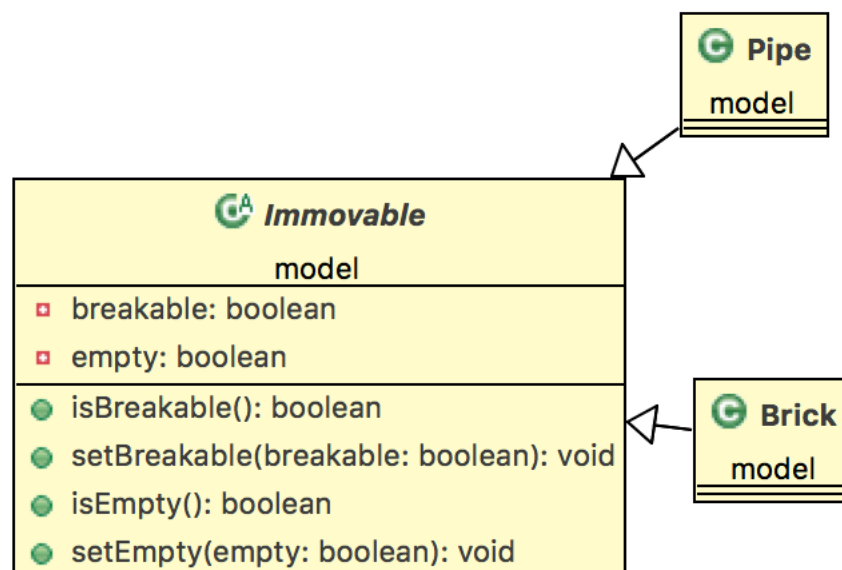 Pipe
model
Immovable
model
breakable: boolean
empty: boolean
isBreakable(): boolean
setBreakable(breakable: boolean): void
isEmpty(): boolean
setEmpty(empty: boolean): void
Brick
model